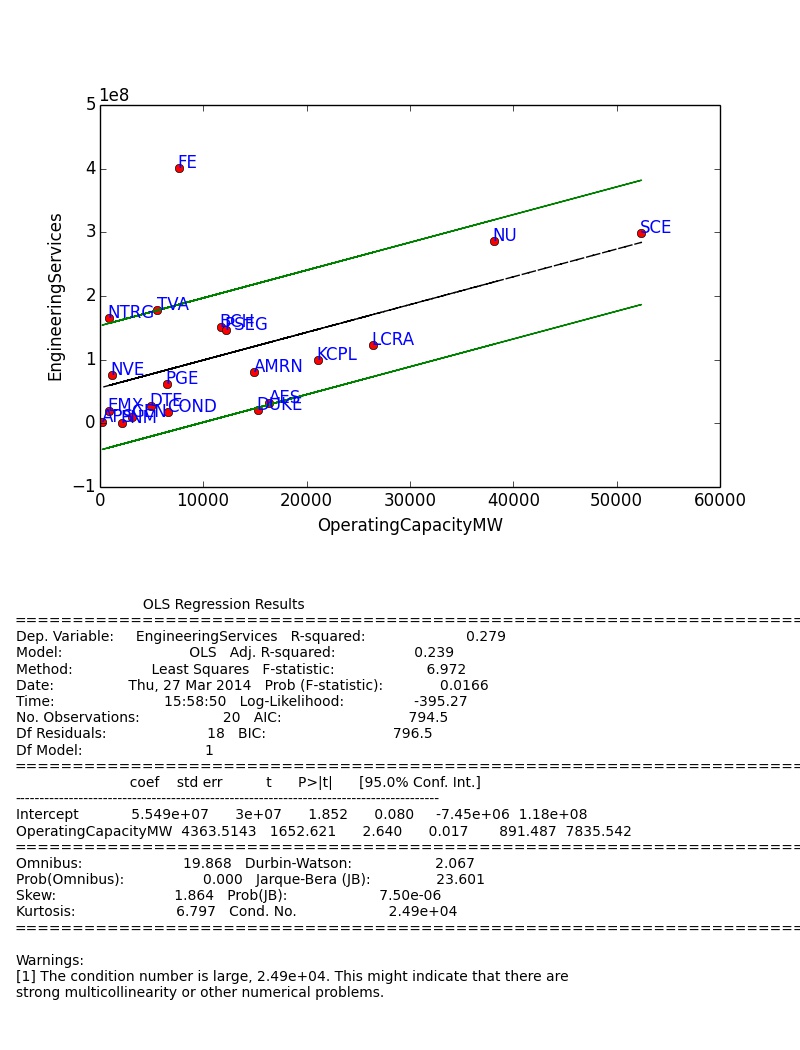 1e8
5
4
3
2
1
0
−1
EngineeringServices
FE
SCE
NU
TVA
NTRG
PSEG
LCRA
KCPL
NVE
AMRN
PGE
DTE
AES
EMX
COND
DUKE
0 10000 20000 30000 40000 50000 60000
OperatingCapacityMW
OLS Regression Results
==============================================================================
Dep. Variable: EngineeringServices R-squared: 0.279
Model: OLS Adj. R-squared: 0.239
Method: Least Squares F-statistic: 6.972
Date: Thu, 27 Mar 2014 Prob (F-statistic): 0.0166
Time: 15:58:50 Log-Likelihood: -395.27
No. Observations: 20 AIC: 794.5
Df Residuals: 18 BIC: 796.5
Df Model: 1
==============================================================================
coef std err t P>|t| [95.0% Conf. Int.]
------------------------------------------------------------------------------------------
Intercept 5.549e+07 3e+07 1.852 0.080 -7.45e+06 1.18e+08
OperatingCapacityMW 4363.5143 1652.621 2.640 0.017 891.487 7835.542
==============================================================================
Omnibus: 19.868 Durbin-Watson: 2.067
Prob(Omnibus): 0.000 Jarque-Bera (JB): 23.601
Skew: 1.864 Prob(JB): 7.50e-06
Kurtosis: 6.797 Cond. No. 2.49e+04
==============================================================================
Warnings:
[1] The condition number is large, 2.49e+04. This might indicate that there are
strong multicollinearity or other numerical problems.